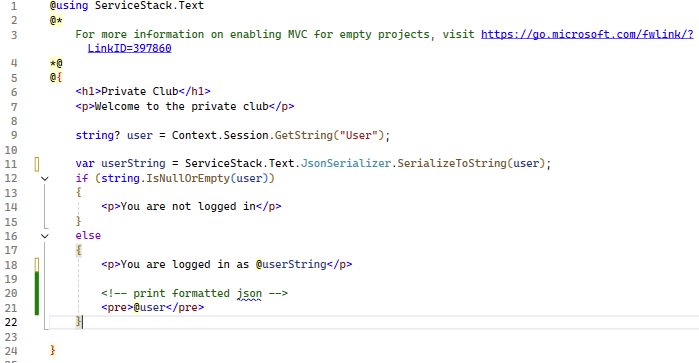 1 @using ServiceStack.Text
2 @*
3 For more information on enabling MVC for empty projects, visit https://go.microsoft.com/fwlink/?
LinkID=397860
4 *@
5 @{
6 <h1>Private Club</h1>
7 <p>Welcome to the private club</p>
8
9 string? user = Context.Session.GetString("User");
10
11 var userString = ServiceStack.Text.JsonSerializer.SerializeToString(user);
12 if (string.IsNullOrEmpty(user))
13 {
14 <p>You are not logged in</p>
15 }
16 else
17 {
18 <p>You are logged in as @userString</p>
19
20 <!-- print formatted json -->
21 <pre>@user</pre>
22 }
23
24 }